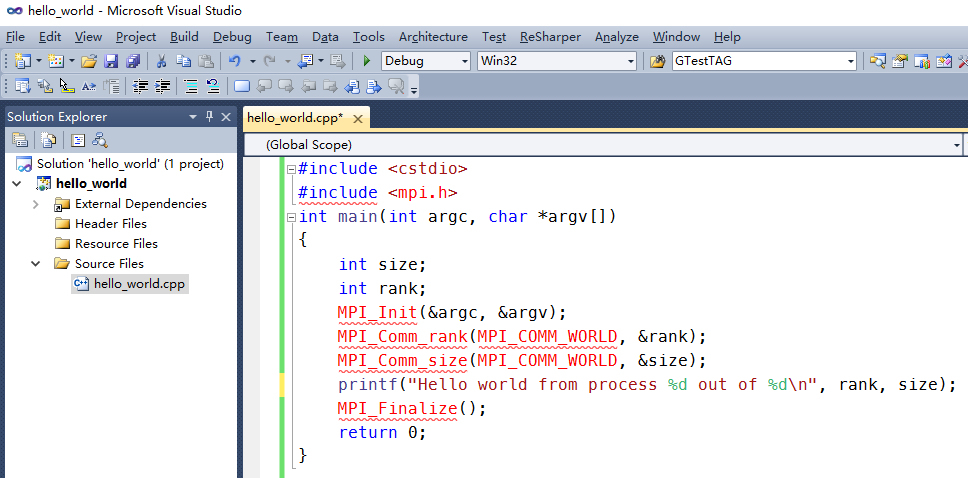 hello_world - Microsoft Visual Studio
File Edit View Project Build Debug Team Data Tools Architecture Test ReSharper Analyze Window Help
Debug Win32 GTestTAG
Solution Explorer
Solution 'hello_world' (1 project)
hello_world
External Dependencies
Header Files
Resource Files
Source Files
hello_world.cpp
hello_world.cpp*
(Global Scope)
#include <cstdio>
#include <mpi.h>
int main(int argc, char *argv[])
{
    int size;
    int rank;
    MPI_Init(&argc, &argv);
    MPI_Comm_rank(MPI_COMM_WORLD, &rank);
    MPI_Comm_size(MPI_COMM_WORLD, &size);
    printf("Hello world from process %d out of %d\n", rank, size);
    MPI_Finalize();
    return 0;
}